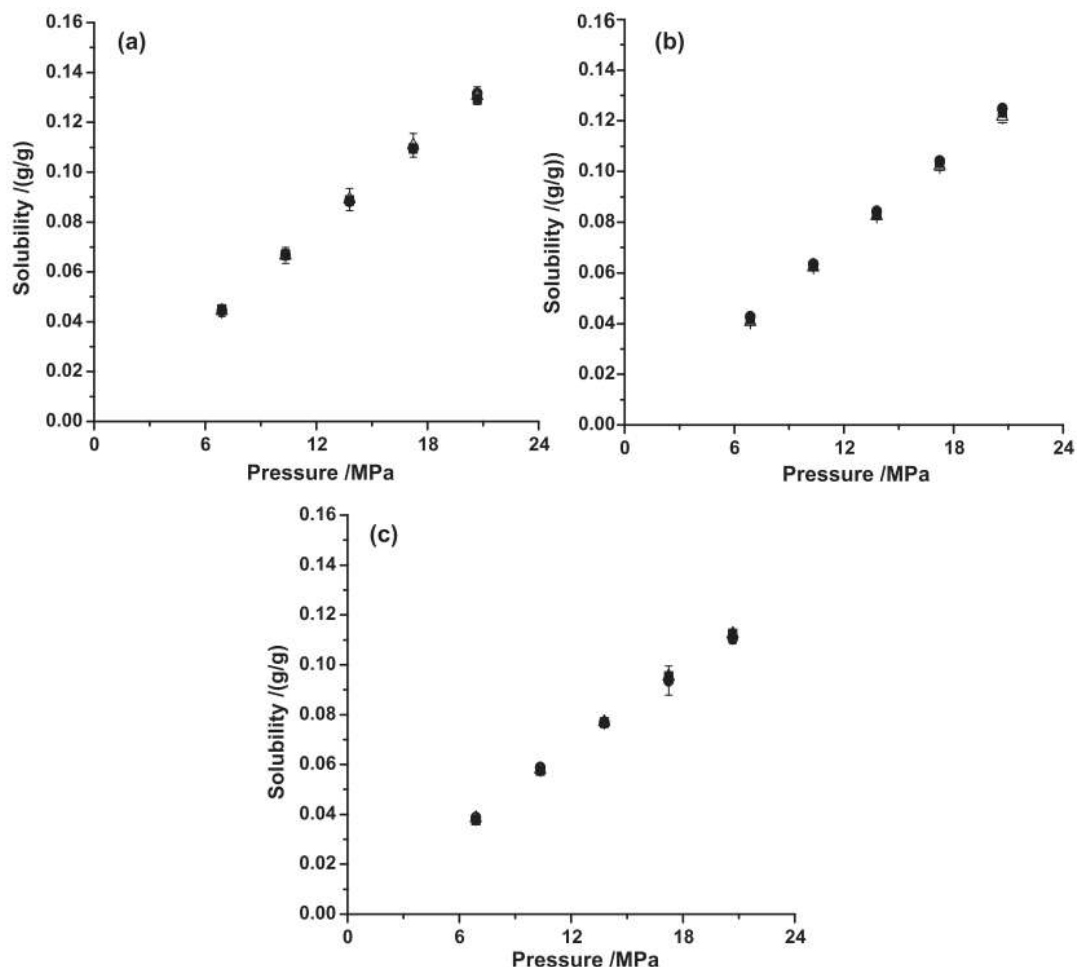 (a)
0.16
0.14
0.12
0.10
0.08
0.06
0.04
0.02
0.00
Solubility /(g/g)
0 6 12 18 24
Pressure /MPa
(b)
0.16
0.14
0.12
0.10
0.08
0.06
0.04
0.02
0.00
Solubility /(g/g))
0 6 12 18 24
Pressure /MPa
(c)
0.16
0.14
0.12
0.10
0.08
0.06
0.04
0.02
0.00
Solubility /(g/g)
0 6 12 18 24
Pressure /MPa